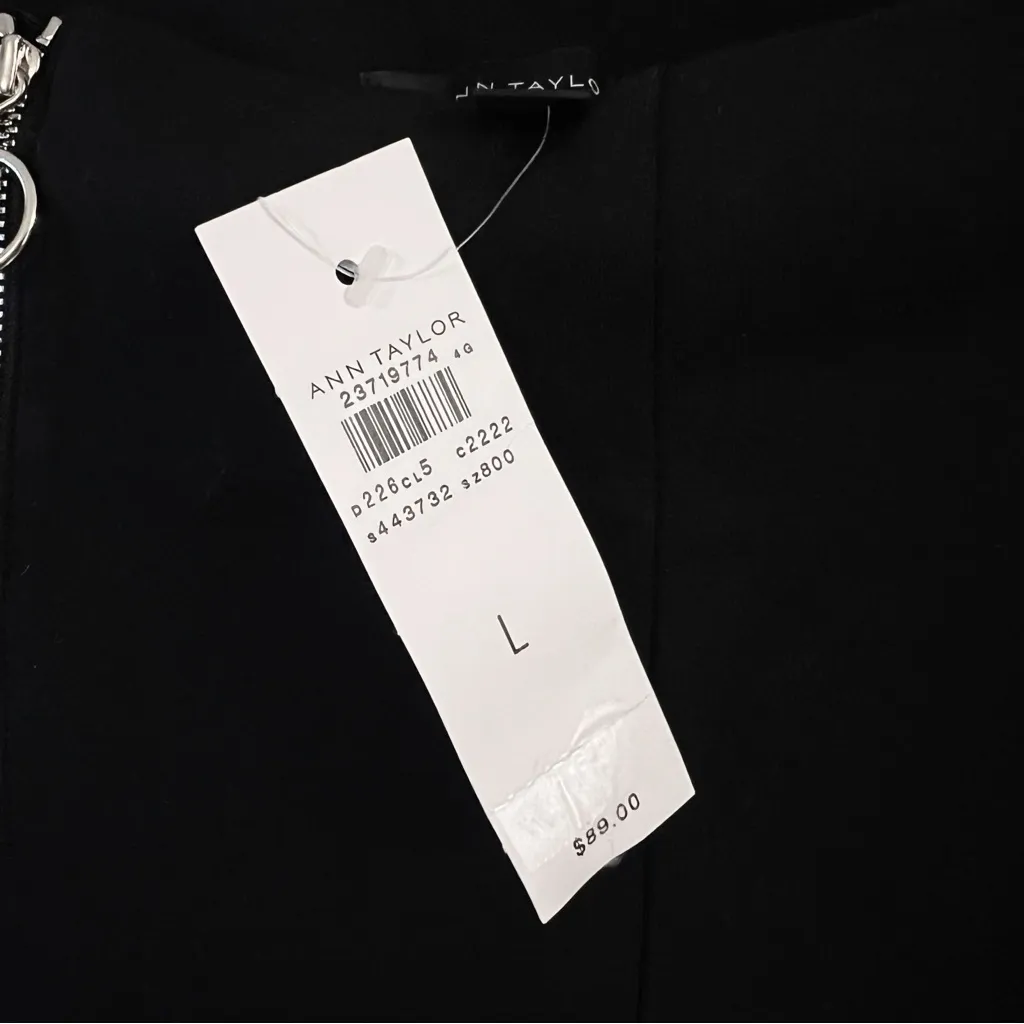 ANN TAYLO
ANN TAYLOR
23719774 4G
D226CL5 C2222
S443732 SZ800
L
$89.00